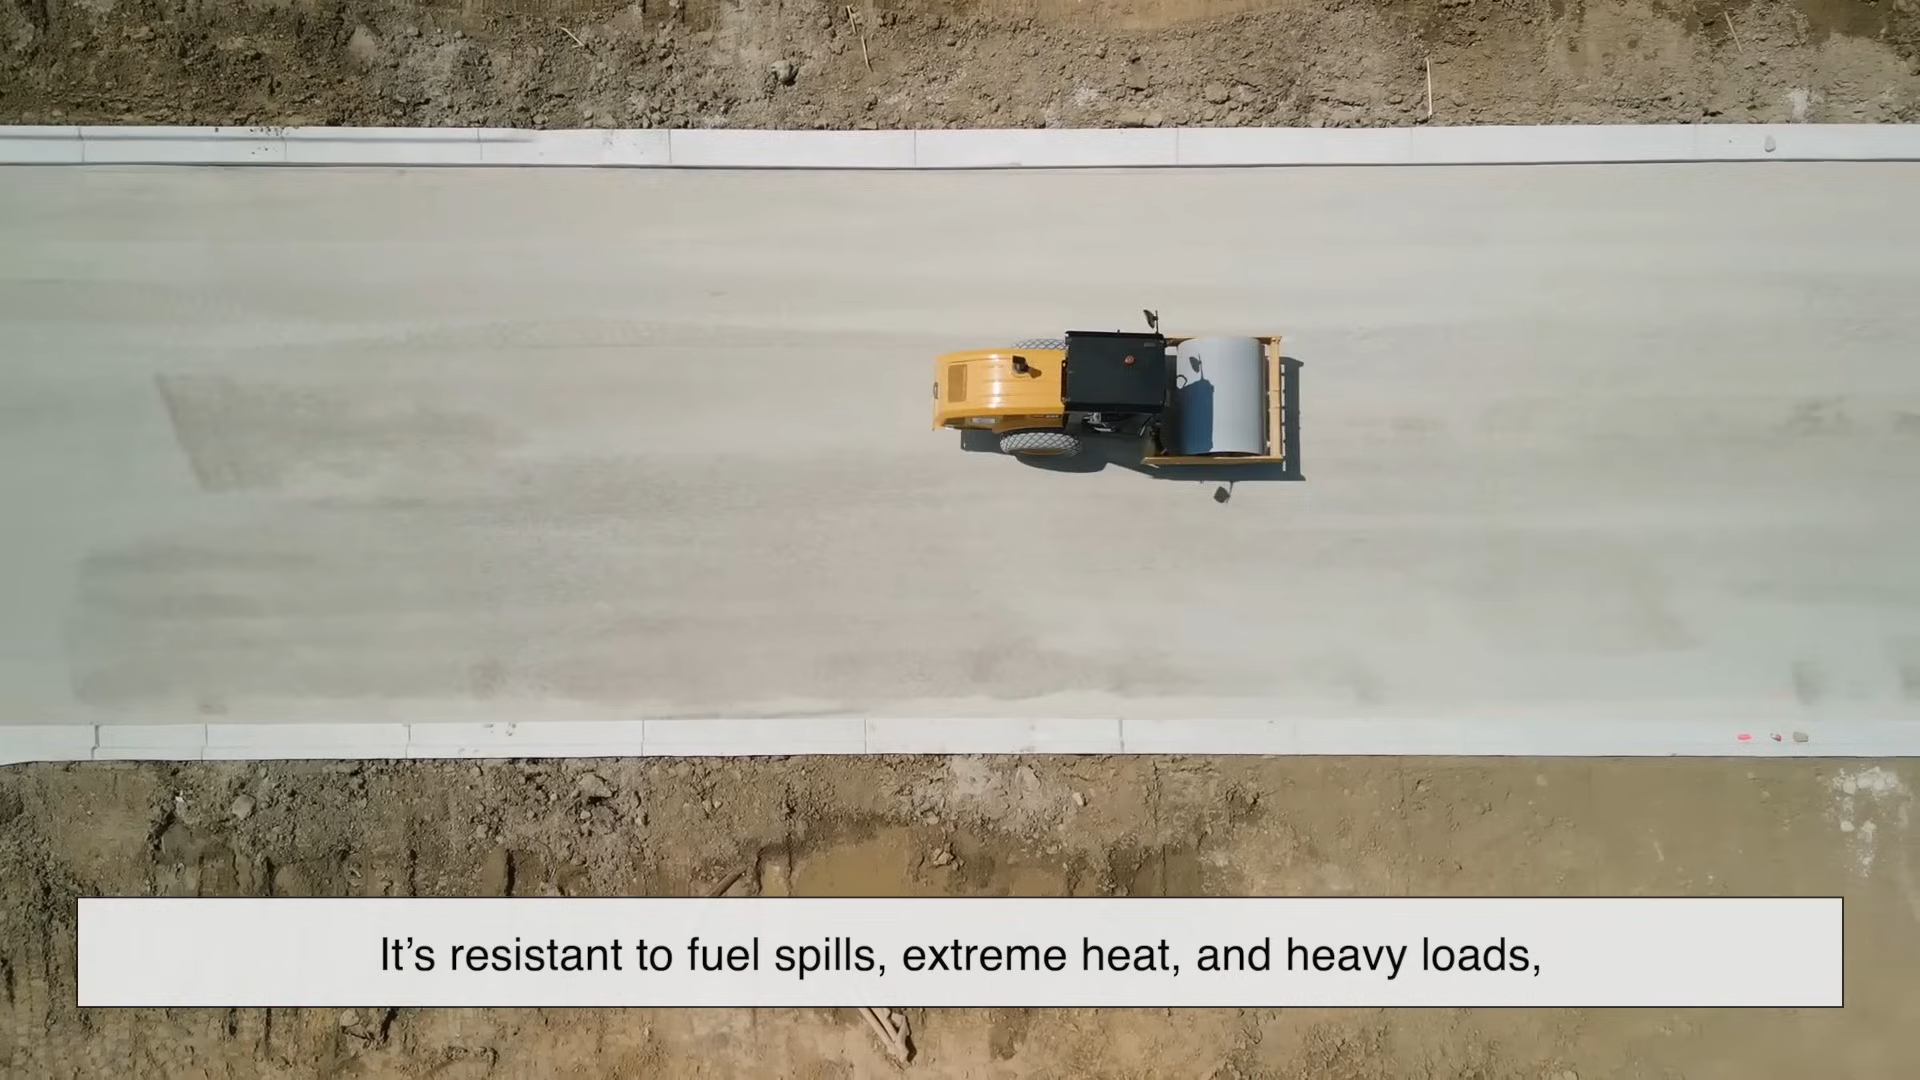 It’s resistant to fuel spills, extreme heat, and heavy loads,